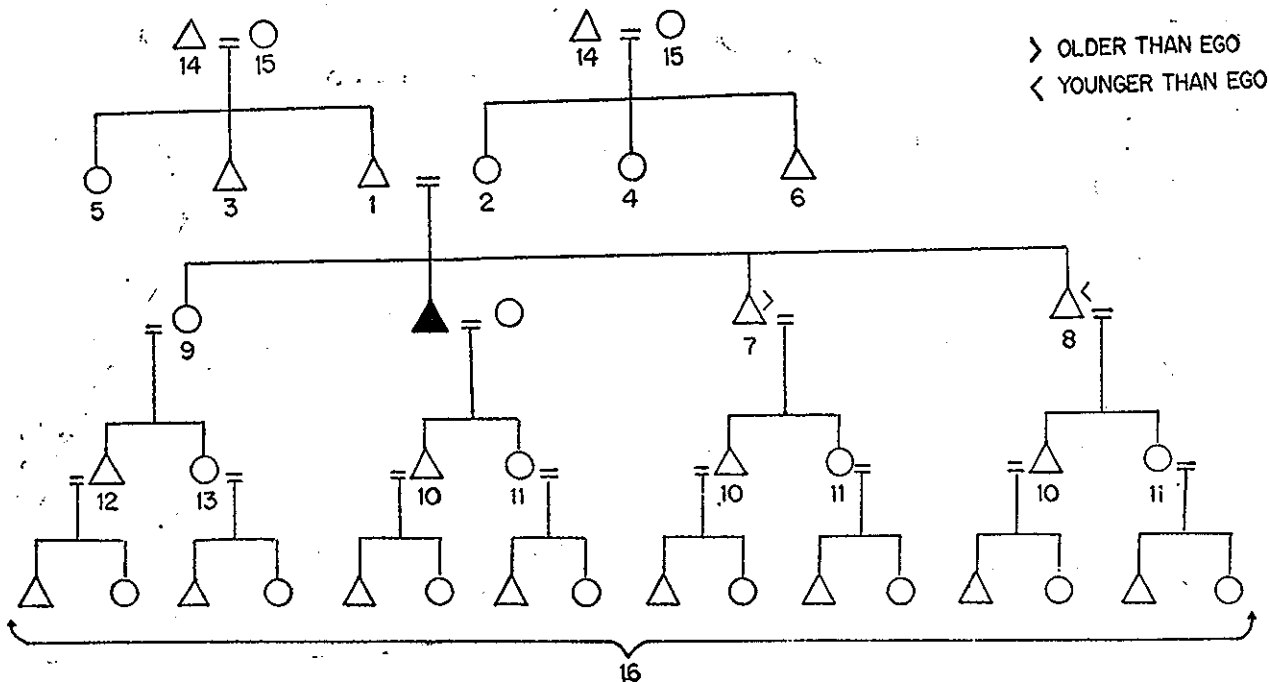 > OLDER THAN EGO
< YOUNGER THAN EGO
14 = 15
14 = 15
5 3 1 = 2 4 6
= 9 = 7 > = 8 < =
= 12 13 = = 10 11 = = 10 11 = = 10 11 =
16